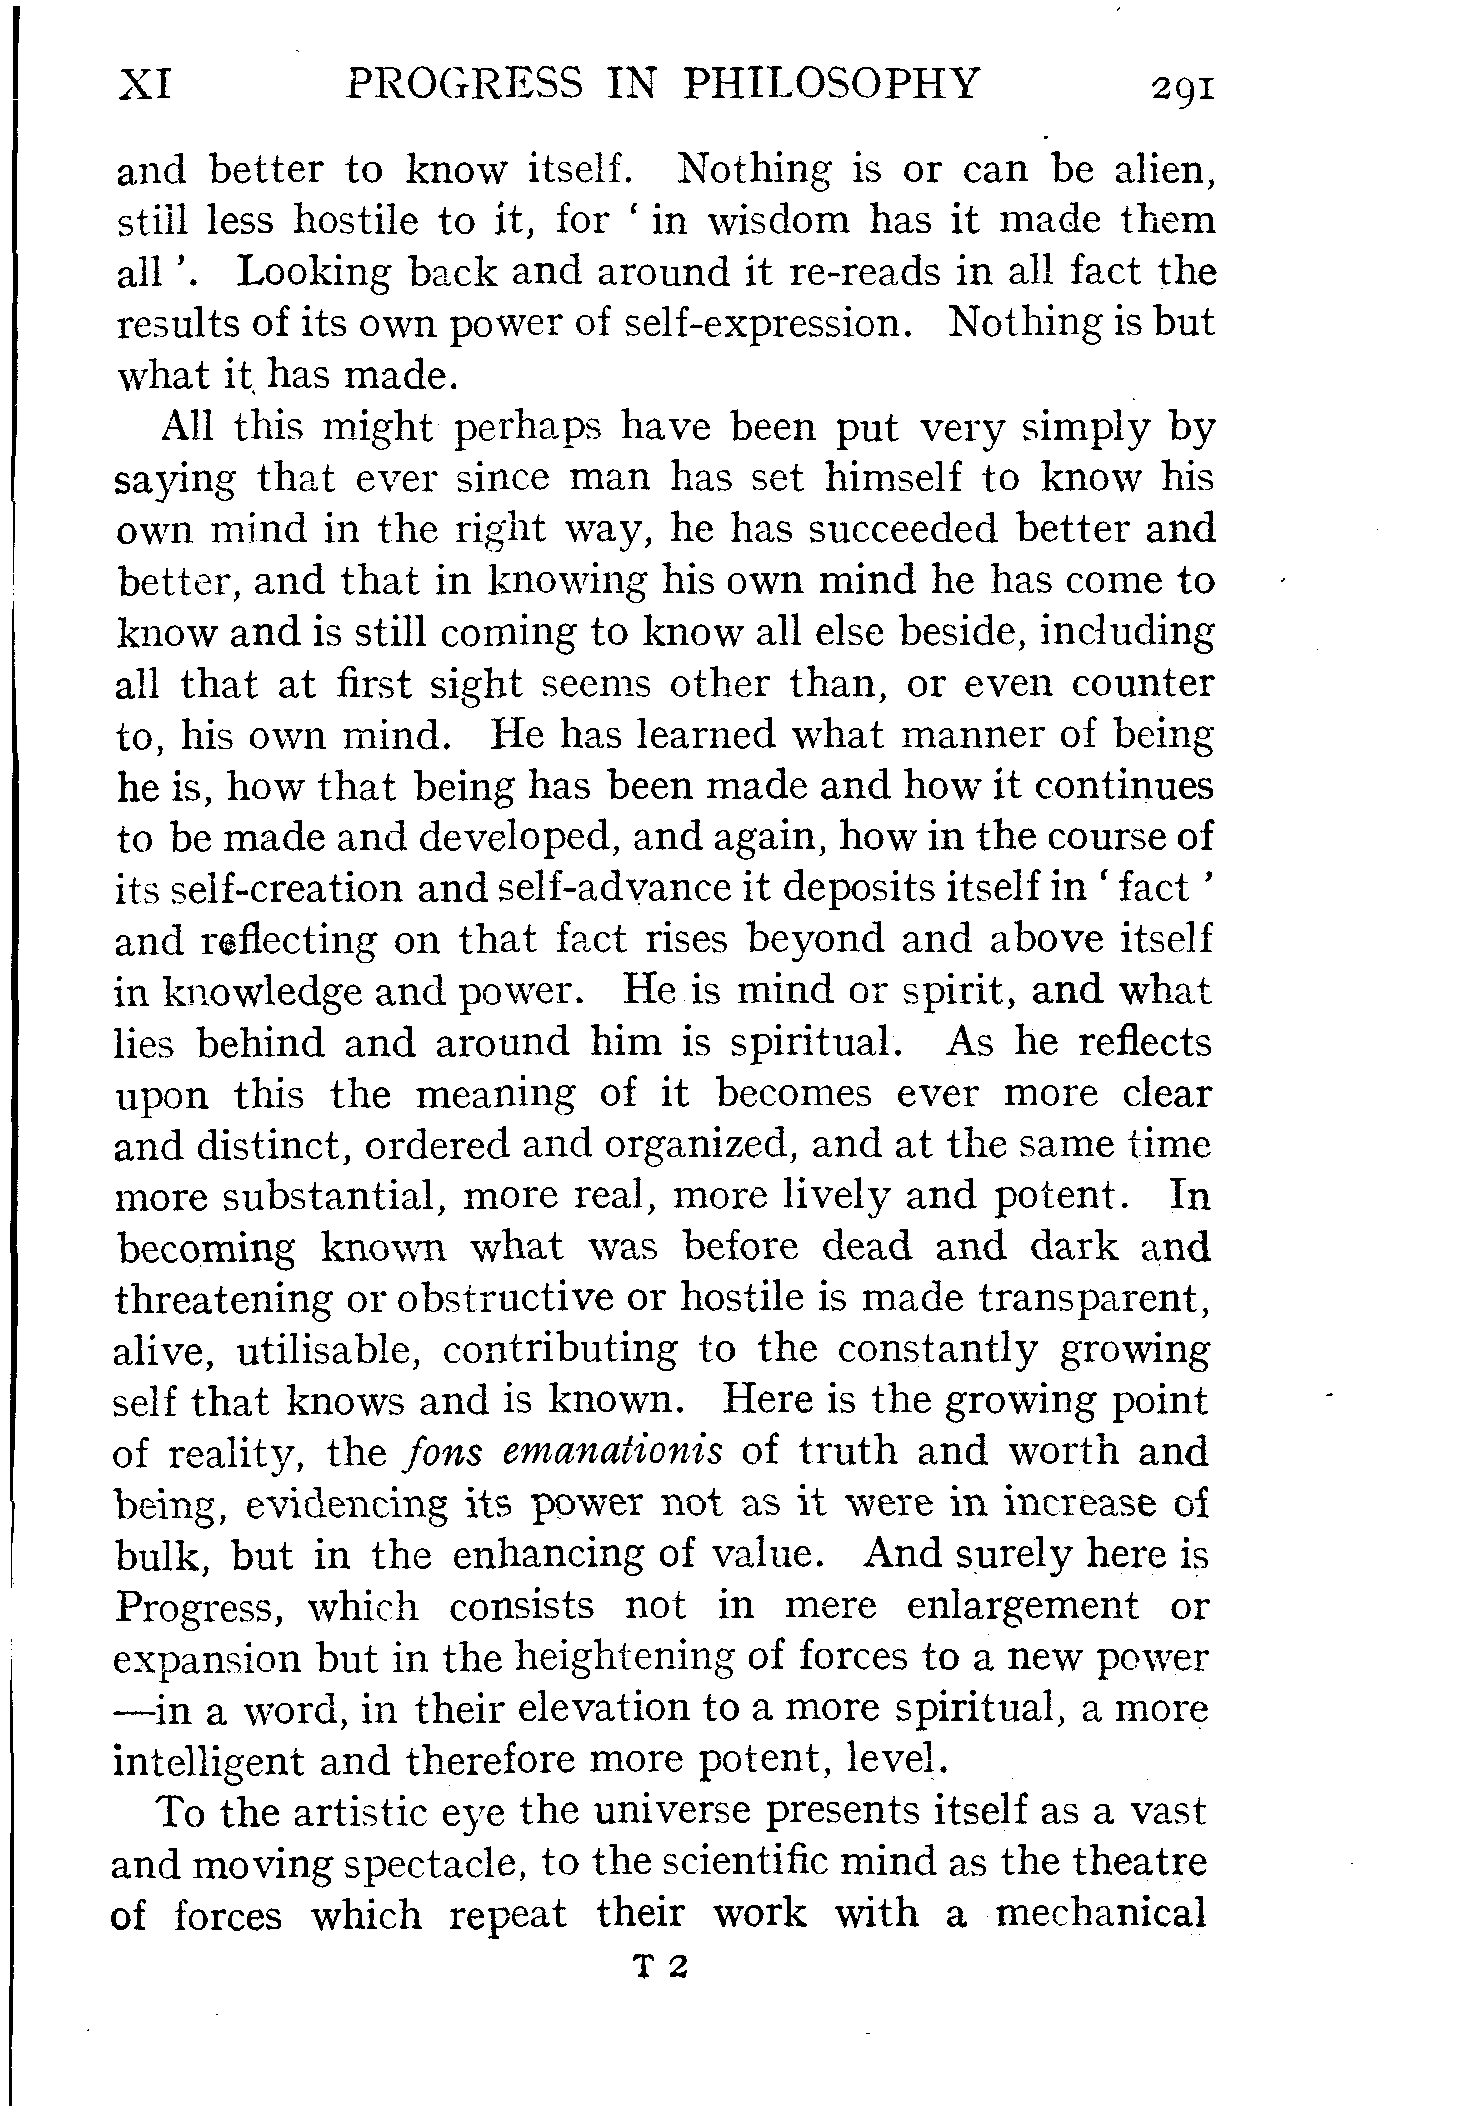 XI PROGRESS IN PHILOSOPHY 291
and better to know itself. Nothing is or can be alien,
still less hostile to it, for ‘ in wisdom has it made them
all ’. Looking back and around it re-reads in all fact the
results of its own power of self-expression. Nothing is but
what it has made.
All this might perhaps have been put very simply by
saying that ever since man has set himself to know his
own mind in the right way, he has succeeded better and
better, and that in knowing his own mind he has come to
know and is still coming to know all else beside, including
all that at first sight seems other than, or even counter
to, his own mind. He has learned what manner of being
he is, how that being has been made and how it continues
to be made and developed, and again, how in the course of
its self-creation and self-advance it deposits itself in ‘ fact ’
and reflecting on that fact rises beyond and above itself
in knowledge and power. He is mind or spirit, and what
lies behind and around him is spiritual. As he reflects
upon this the meaning of it becomes ever more clear
and distinct, ordered and organized, and at the same time
more substantial, more real, more lively and potent. In
becoming known what was before dead and dark and
threatening or obstructive or hostile is made transparent,
alive, utilisable, contributing to the constantly growing
self that knows and is known. Here is the growing point
of reality, the fons emanationis of truth and worth and
being, evidencing its power not as it were in increase of
bulk, but in the enhancing of value. And surely here is
Progress, which consists not in mere enlargement or
expansion but in the heightening of forces to a new power
—in a word, in their elevation to a more spiritual, a more
intelligent and therefore more potent, level.
To the artistic eye the universe presents itself as a vast
and moving spectacle, to the scientific mind as the theatre
of forces which repeat their work with a mechanical
T 2